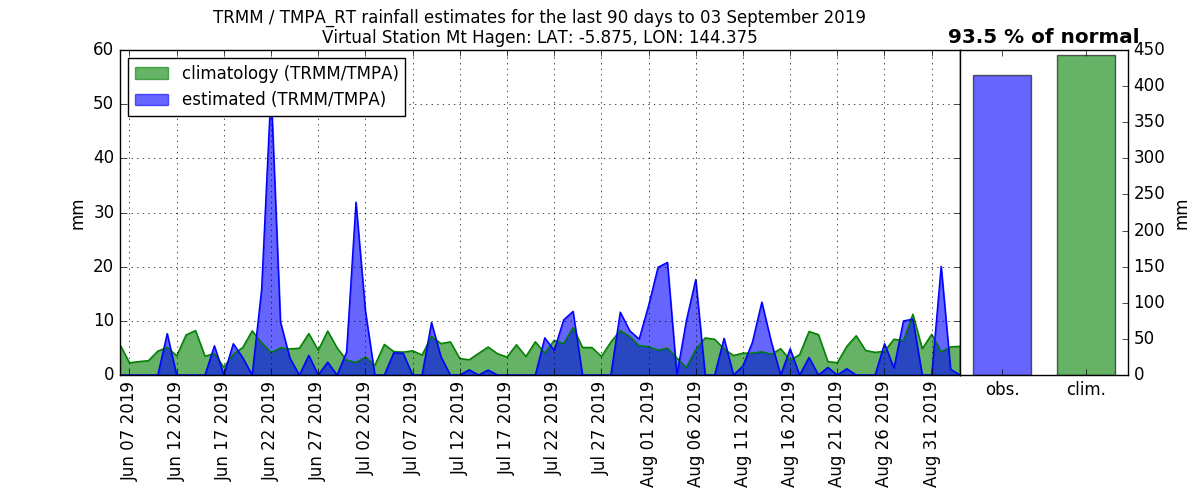 TRMM / TMPA_RT rainfall estimates for the last 90 days to 03 September 2019
Virtual Station Mt Hagen: LAT: -5.875, LON: 144.375
93.5 % of normal
climatology (TRMM/TMPA)
estimated (TRMM/TMPA)
60
50
40
30
20
10
0
mm
Jun 07 2019
Jun 12 2019
Jun 17 2019
Jun 22 2019
Jun 27 2019
Jul 02 2019
Jul 07 2019
Jul 12 2019
Jul 17 2019
Jul 22 2019
Jul 27 2019
Aug 01 2019
Aug 06 2019
Aug 11 2019
Aug 16 2019
Aug 21 2019
Aug 26 2019
Aug 31 2019
obs.
clim.
450
400
350
300
250
200
150
100
50
0
mm